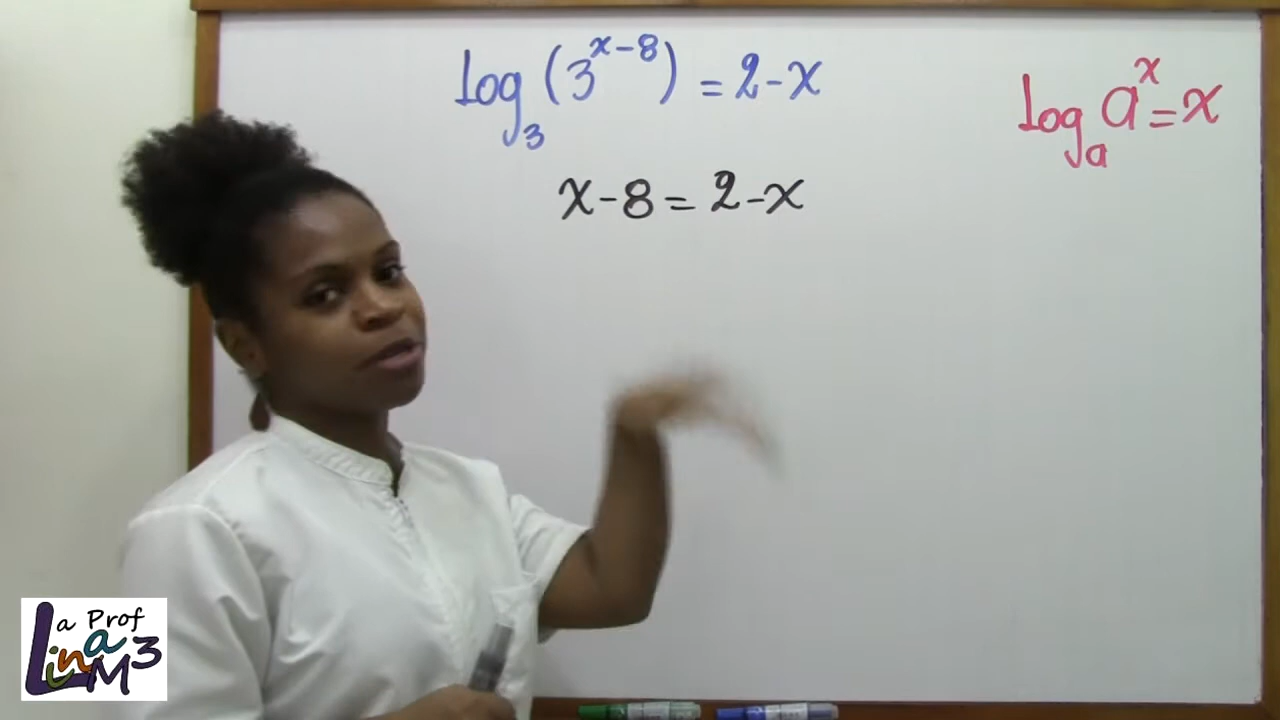 log₃(3^(x-8)) = 2-x
logₐ a^x = x
x-8 = 2-x
La Prof
Lina M3